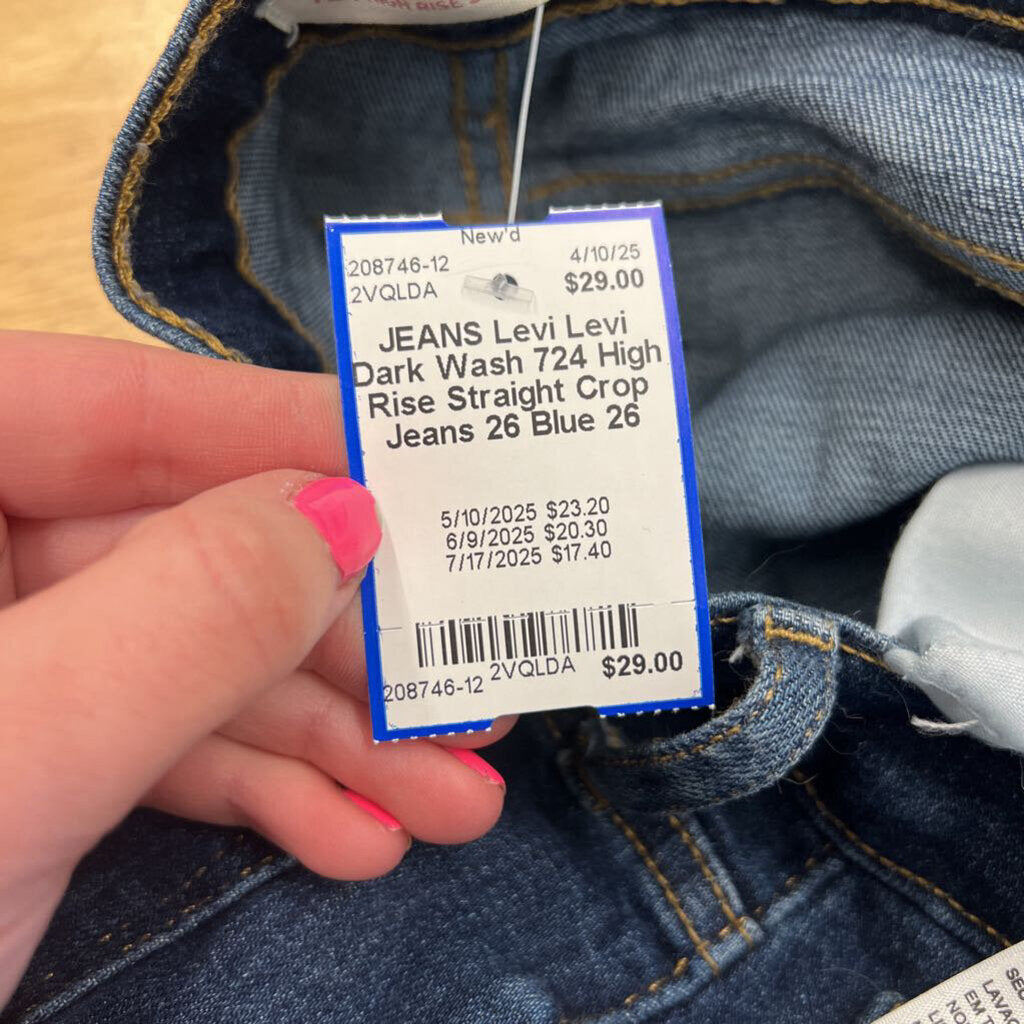 HIGH RISE
New'd
208746-12 4/10/25
2VQLDA $29.00
JEANS Levi Levi
Dark Wash 724 High
Rise Straight Crop
Jeans 26 Blue 26
5/10/2025 $23.20
6/9/2025 $20.30
7/17/2025 $17.40
208746-12 2VQLDA $29.00